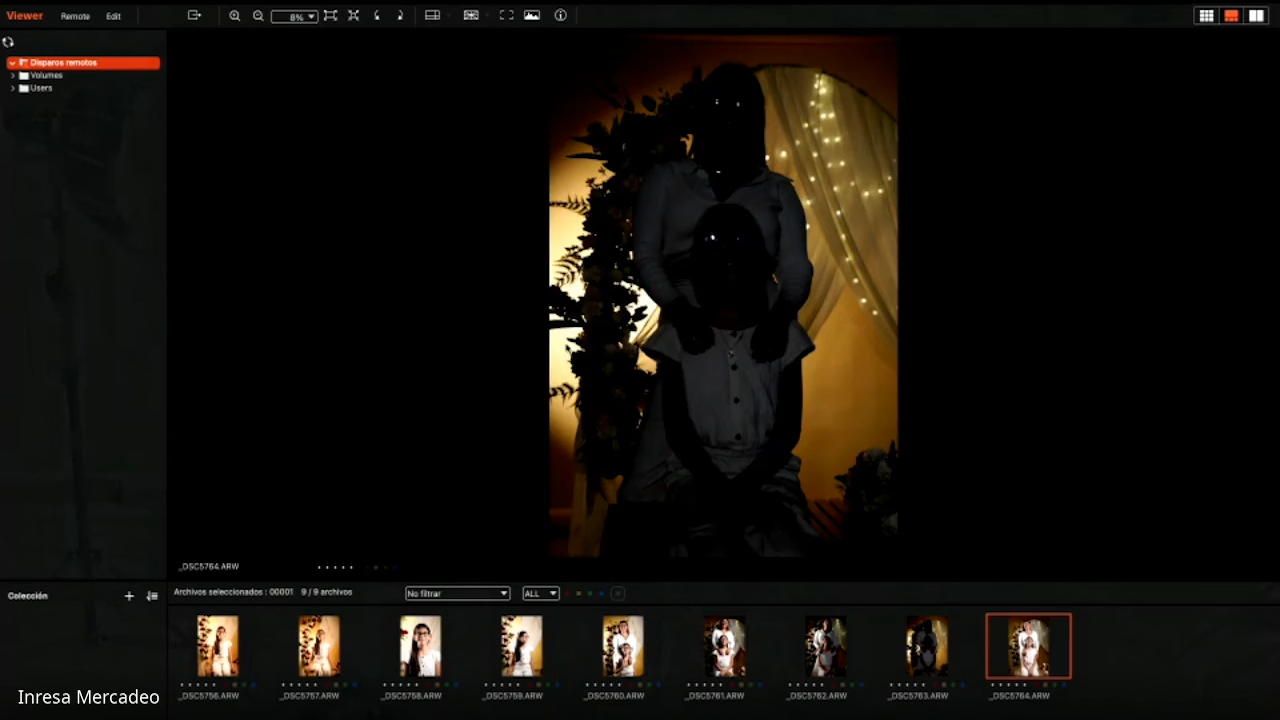 Viewer Remote Edit 8%
Disparos remotos
Volumes
Users
_DSC5764.ARW
Colección
Archivos seleccionados : 00001 9 / 9 archivos No filtrar ALL
_DSC5756.ARW _DSC5757.ARW _DSC5758.ARW _DSC5759.ARW _DSC5760.ARW _DSC5761.ARW _DSC5762.ARW _DSC5763.ARW _DSC5764.ARW
Inresa Mercadeo